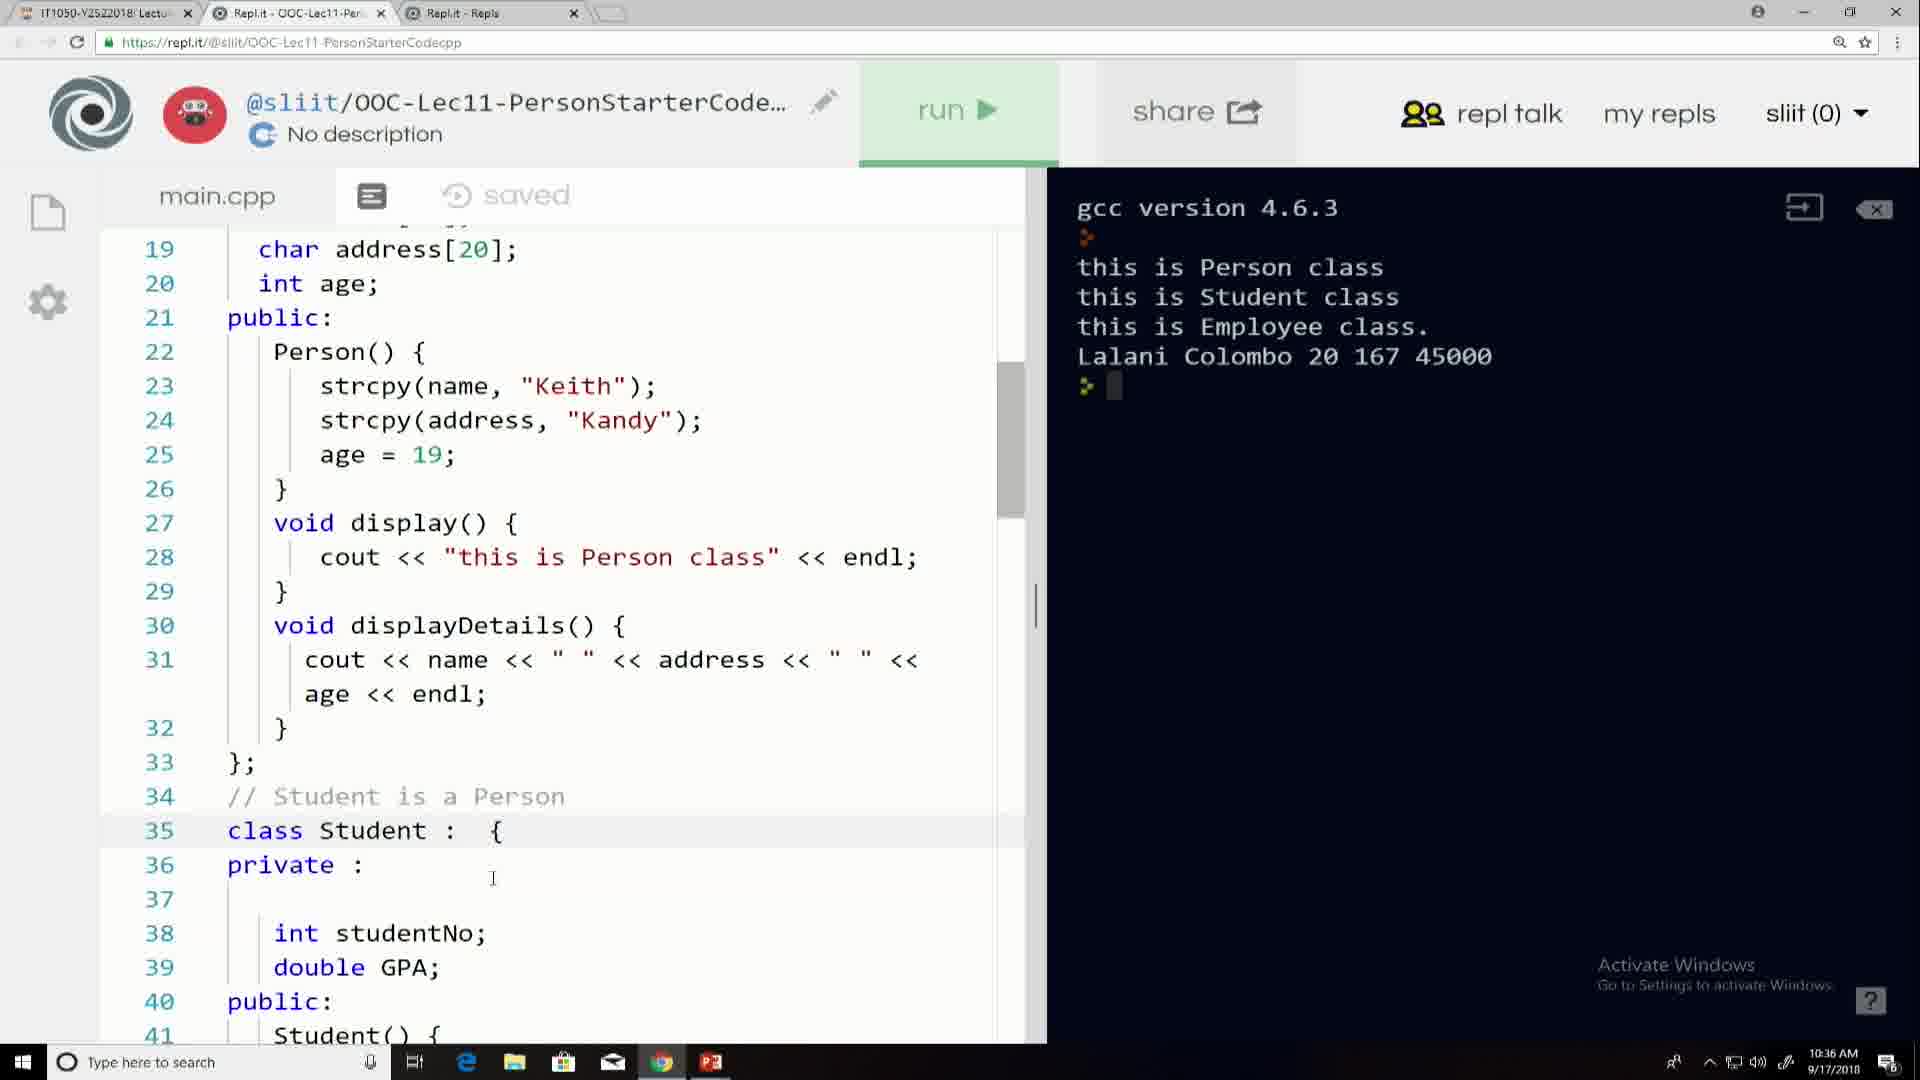 IT1050-Y2S22018: Lectu
Repl.it - OOC-Lec11-Per
Repl.it - Repls
https://repl.it/@sliit/OOC-Lec11-PersonStarterCodecpp
@sliit/OOC-Lec11-PersonStarterCode...
No description
run
share
repl talk
my repls
sliit (0)
main.cpp
saved
19 char address[20];
20 int age;
21 public:
22 Person() {
23 strcpy(name, "Keith");
24 strcpy(address, "Kandy");
25 age = 19;
26 }
27 void display() {
28 cout << "this is Person class" << endl;
29 }
30 void displayDetails() {
31 cout << name << " " << address << " " <<
age << endl;
32 }
33 };
34 // Student is a Person
35 class Student :  {
36 private :
37
38 int studentNo;
39 double GPA;
40 public:
41 Student() {
gcc version 4.6.3
this is Person class
this is Student class
this is Employee class.
Lalani Colombo 20 167 45000
Activate Windows
Go to Settings to activate Windows.
?
Type here to search
10:36 AM
9/17/2018